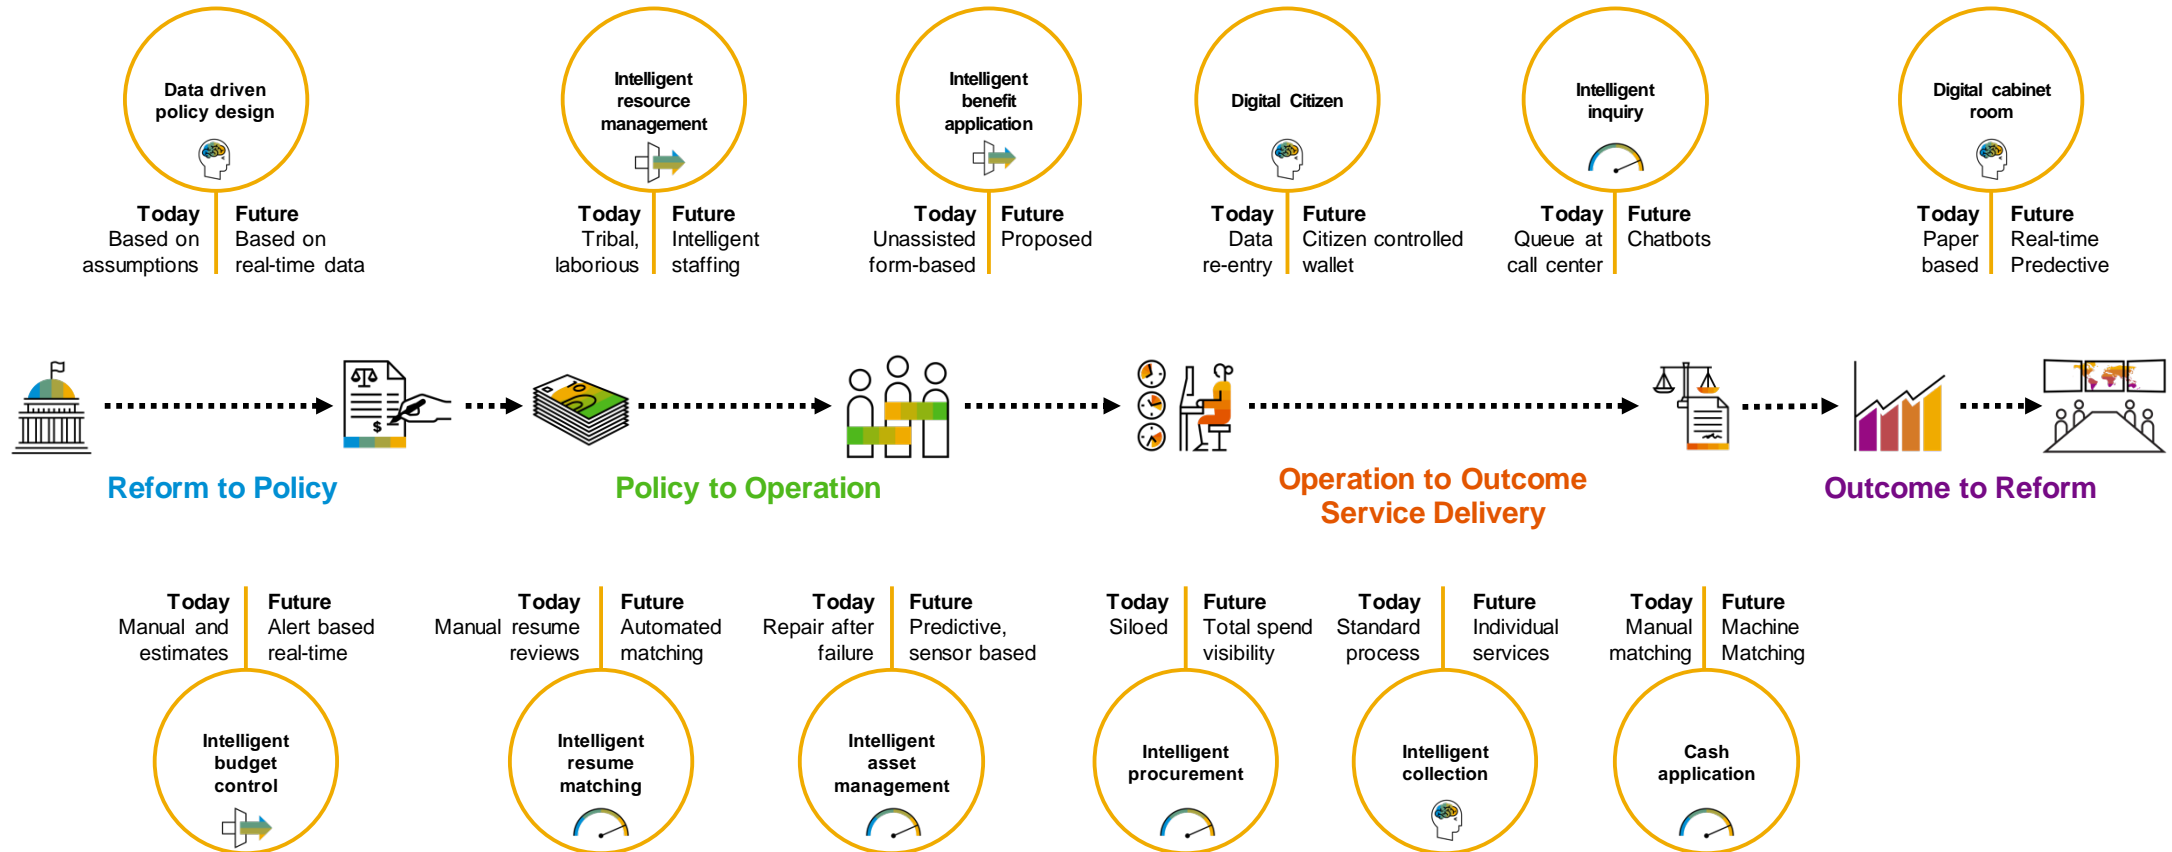 Data driven
policy design
Today
Based on
assumptions
Future
Based on
real-time data
Intelligent
resource
management
Today
Tribal,
laborious
Future
Intelligent
staffing
Intelligent
benefit
application
Today
Unassisted
form-based
Future
Proposed
Digital Citizen
Today
Data
re-entry
Future
Citizen controlled
wallet
Intelligent
inquiry
Today
Queue at
call center
Future
Chatbots
Digital cabinet
room
Today
Paper
based
Future
Real-time
Predective
$
10
Reform to Policy
Policy to Operation
Operation to Outcome
Service Delivery
Outcome to Reform
Today
Manual and
estimates
Future
Alert based
real-time
Intelligent
budget
control
Today
Manual resume
reviews
Future
Automated
matching
Intelligent
resume
matching
Today
Repair after
failure
Future
Predictive,
sensor based
Intelligent
asset
management
Today
Siloed
Future
Total spend
visibility
Intelligent
procurement
Today
Standard
process
Future
Individual
services
Intelligent
collection
Today
Manual
matching
Future
Machine
Matching
Cash
application